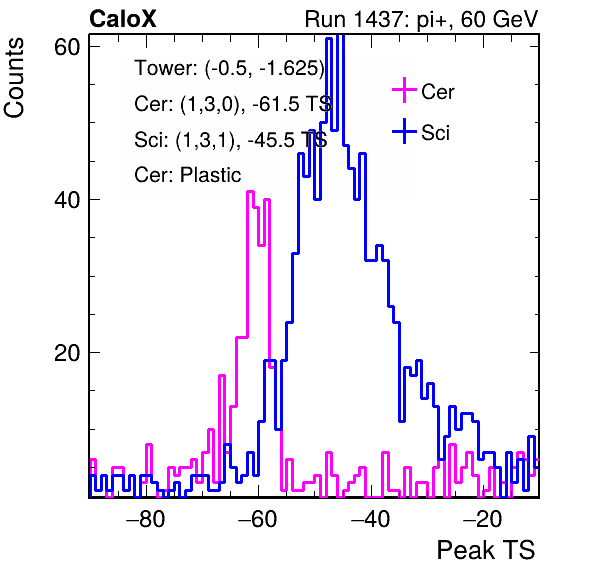 CaloX Run 1437: pi+, 60 GeV
Counts
60
40
20
Tower: (-0.5, -1.625)
Cer: (1,3,0), -61.5 TS
Sci: (1,3,1), -45.5 TS
Cer: Plastic
Cer
Sci
−80 −60 −40 −20
Peak TS